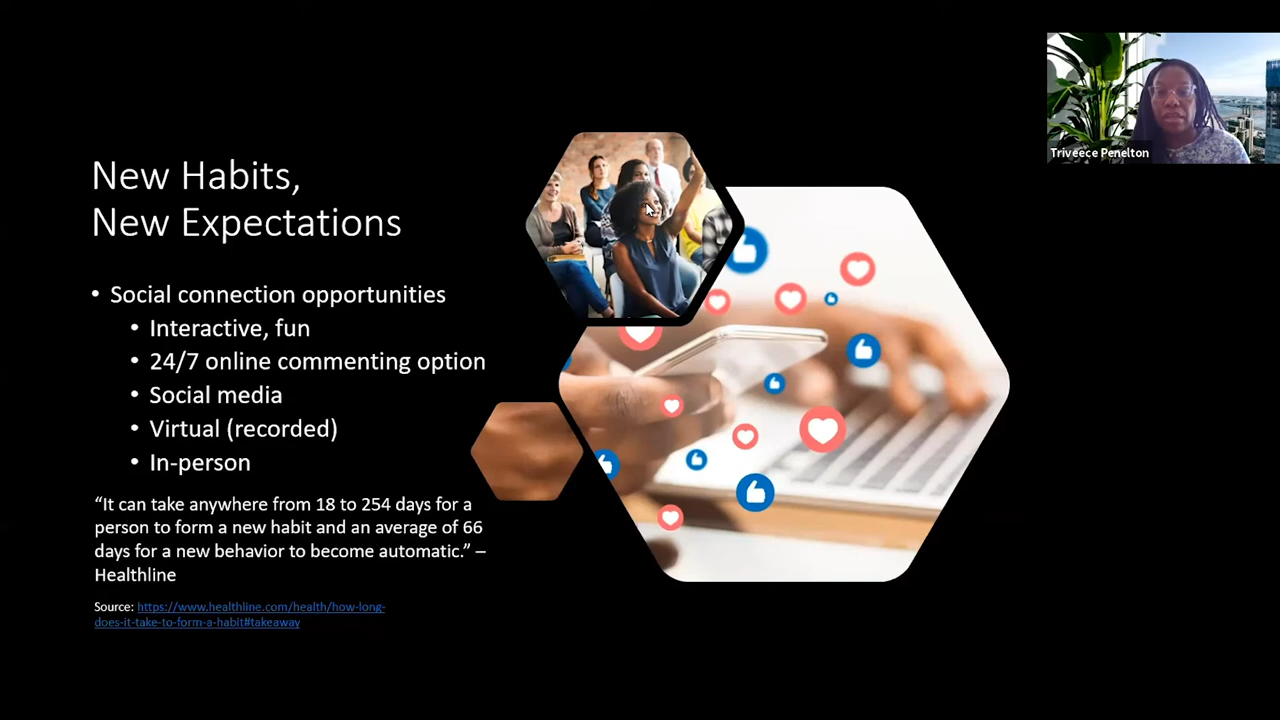 New Habits,
New Expectations
• Social connection opportunities
• Interactive, fun
• 24/7 online commenting option
• Social media
• Virtual (recorded)
• In-person
“It can take anywhere from 18 to 254 days for a
person to form a new habit and an average of 66
days for a new behavior to become automatic.” –
Healthline
Source: https://www.healthline.com/health/how-long-
does-it-take-to-form-a-habit#takeaway
Triveece Penelton